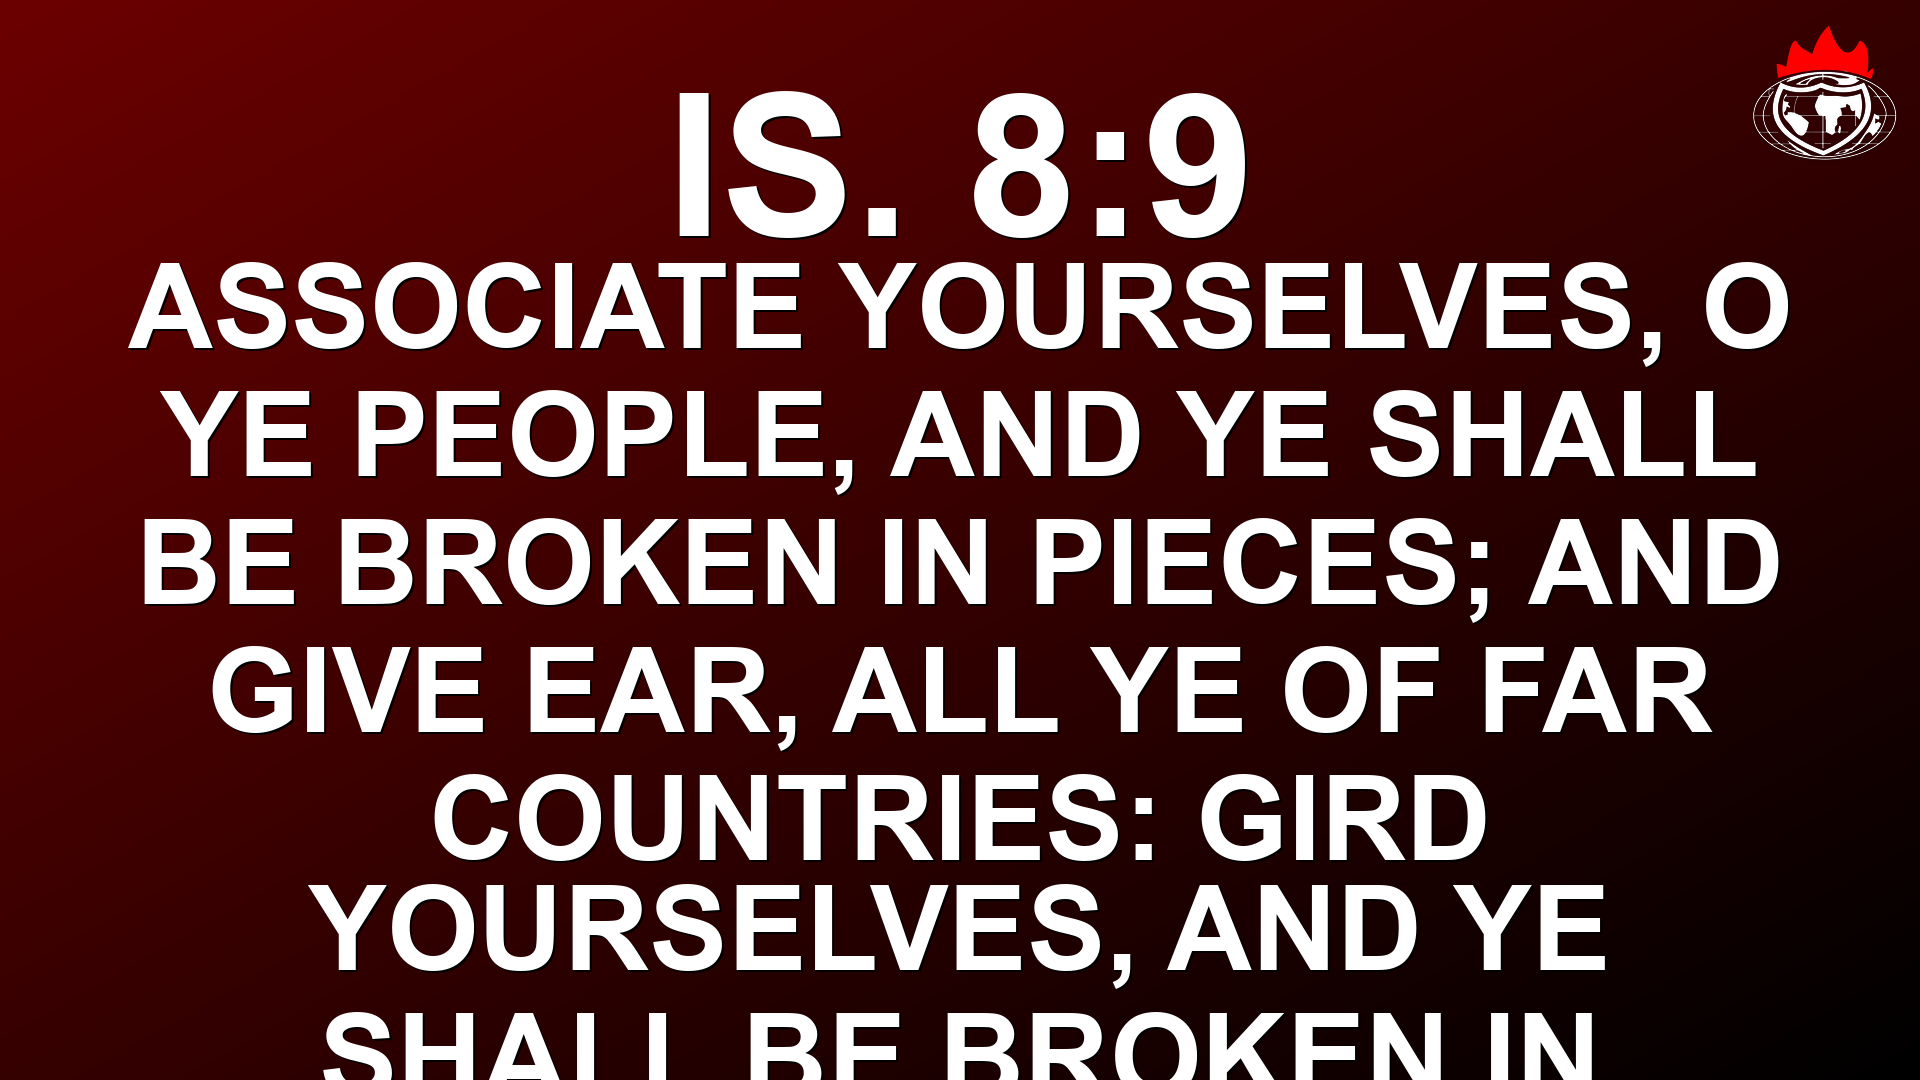 IS. 8:9
ASSOCIATE YOURSELVES, O
YE PEOPLE, AND YE SHALL
BE BROKEN IN PIECES; AND
GIVE EAR, ALL YE OF FAR
COUNTRIES: GIRD
YOURSELVES, AND YE
SHALL BE BROKEN IN